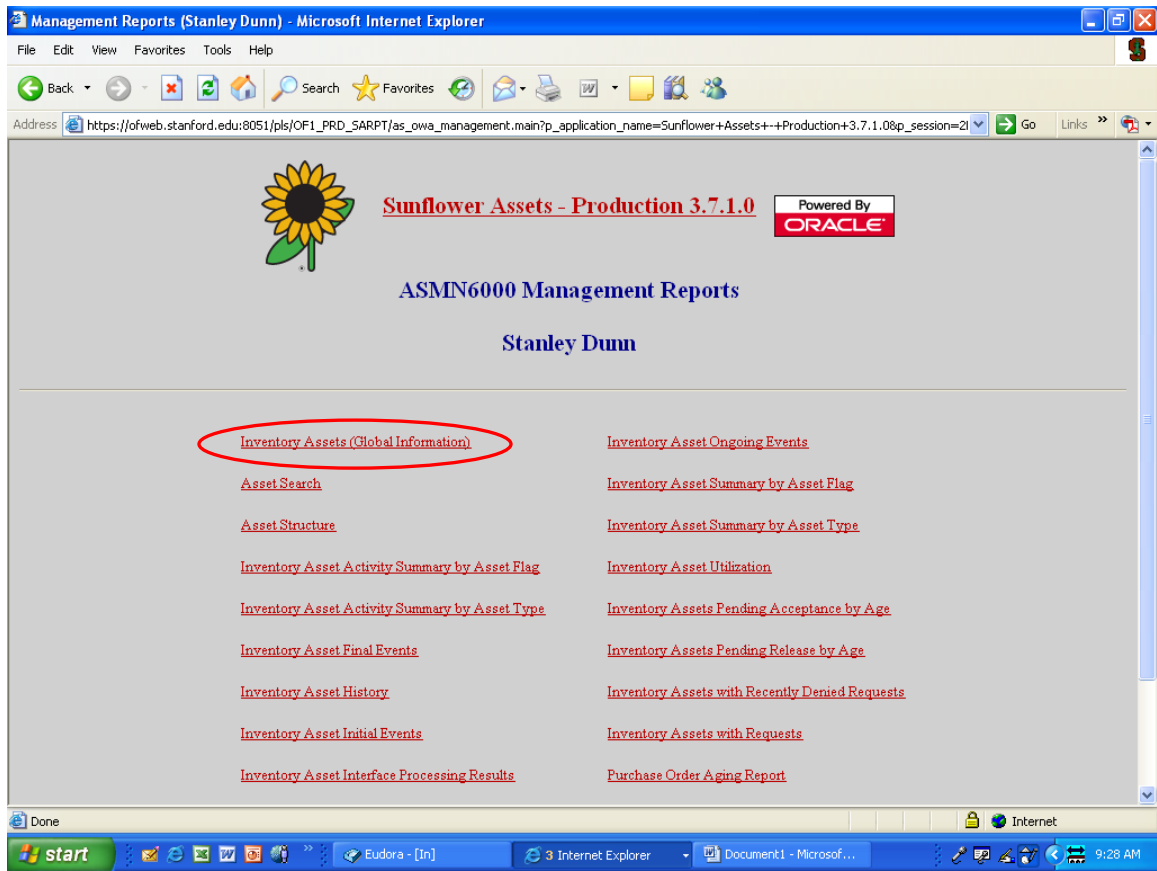 Management Reports (Stanley Dunn) - Microsoft Internet Explorer
File Edit View Favorites Tools Help
Back Search Favorites
Address https://ofweb.stanford.edu:8051/pls/OF1_PRD_SARPT/as_owa_management.main?p_application_name=Sunflower+Assets+-+Production+3.7.1.0&p_session=2 Go Links »
Sunflower Assets - Production 3.7.1.0
Powered By
ORACLE
ASMN6000 Management Reports
Stanley Dunn
Inventory Assets (Global Information) Inventory Asset Ongoing Events
Asset Search Inventory Asset Summary by Asset Flag
Asset Structure Inventory Asset Summary by Asset Type
Inventory Asset Activity Summary by Asset Flag Inventory Asset Utilization
Inventory Asset Activity Summary by Asset Type Inventory Assets Pending Acceptance by Age
Inventory Asset Final Events Inventory Assets Pending Release by Age
Inventory Asset History Inventory Assets with Recently Denied Requests
Inventory Asset Initial Events Inventory Assets with Requests
Inventory Asset Interface Processing Results Purchase Order Aging Report
Done Internet
start » Eudora - [In] 3 Internet Explorer Document1 - Microsof... 9:28 AM